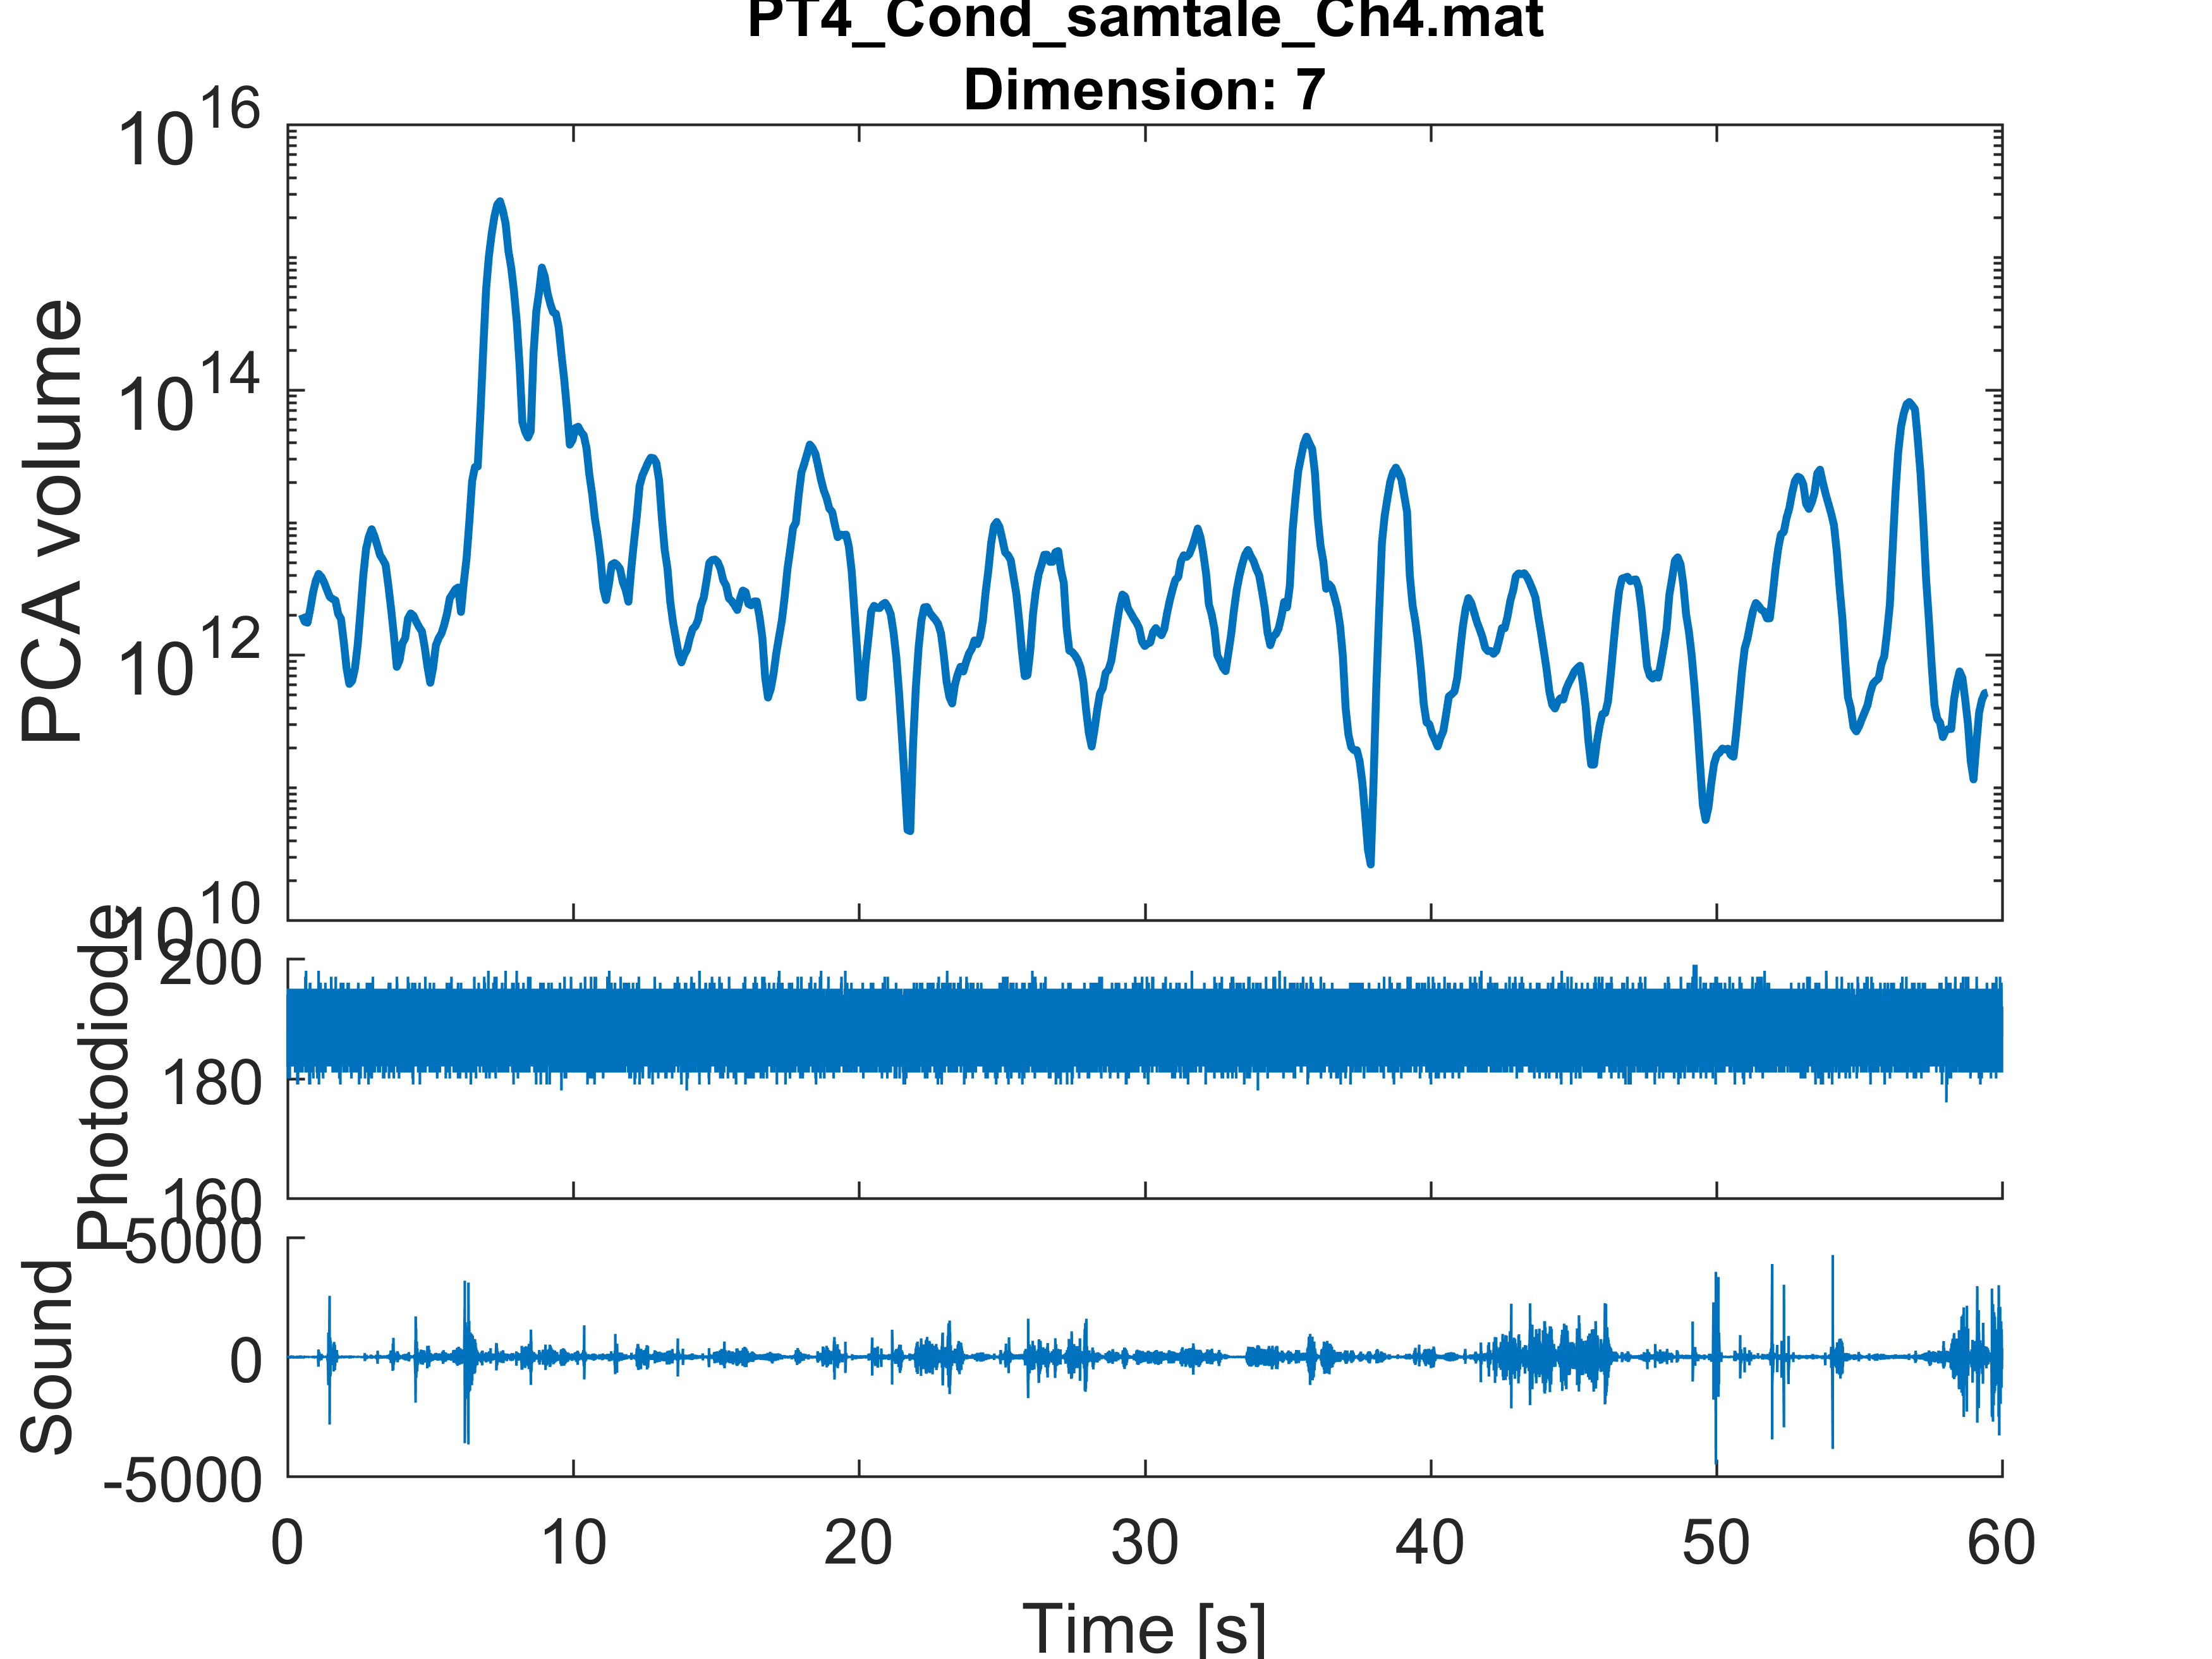 PT4_Cond_samtale_Ch4.mat
Dimension: 7
10^16
10^14
10^12
10^10
PCA volume
200
180
160
Photodiode
5000
0
-5000
Sound
0 10 20 30 40 50 60
Time [s]